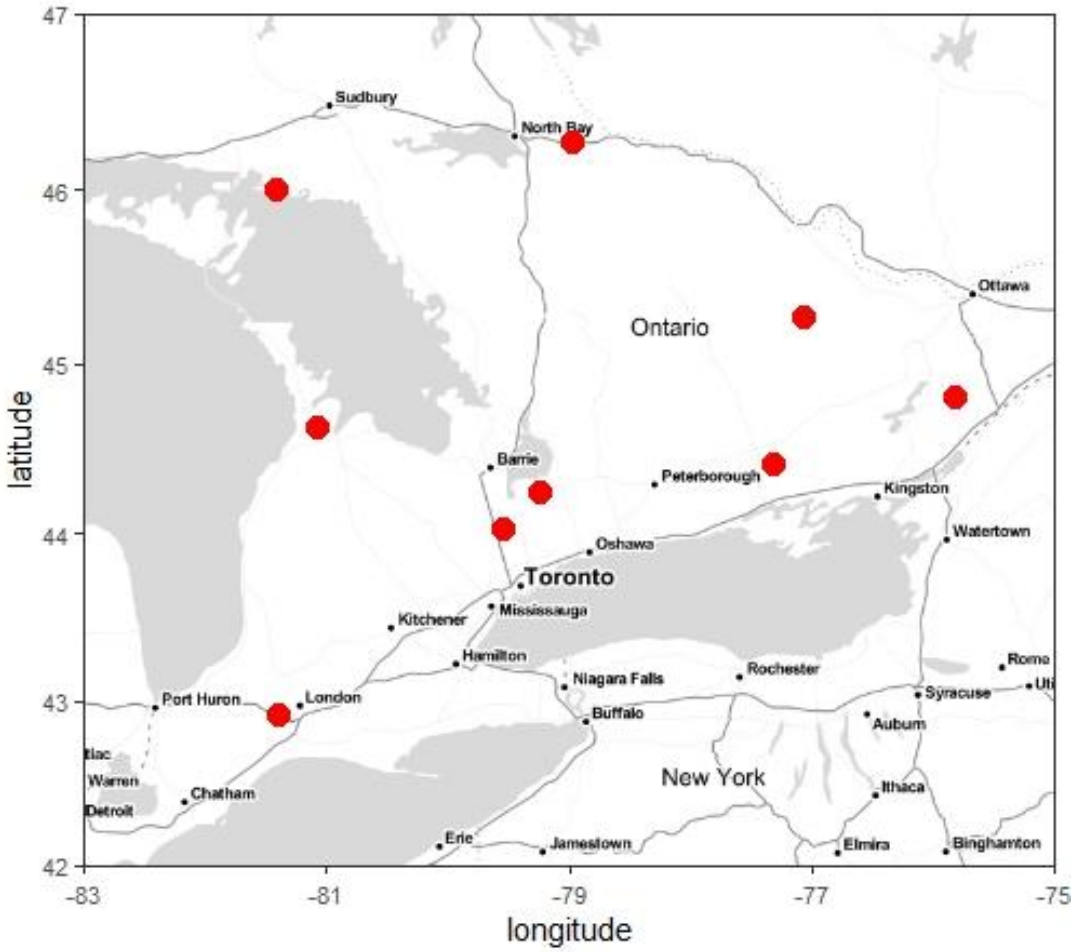 47
Sudbury
North Bay
46
Ottawa
Ontario
45
latitude
Barrie
Peterborough
Kingston
44
Oshawa
Watertown
Toronto
Mississauga
Kitchener
Hamilton
Rome
Rochester
Niagara Falls
Uti
43
Port Huron
London
Syracuse
Buffalo
Auburn
tiac
Warren
New York
Ithaca
Chatham
Detroit
Erie
Jamestown
Elmira
Binghamton
42
-83
-81
-79
-77
-75
longitude